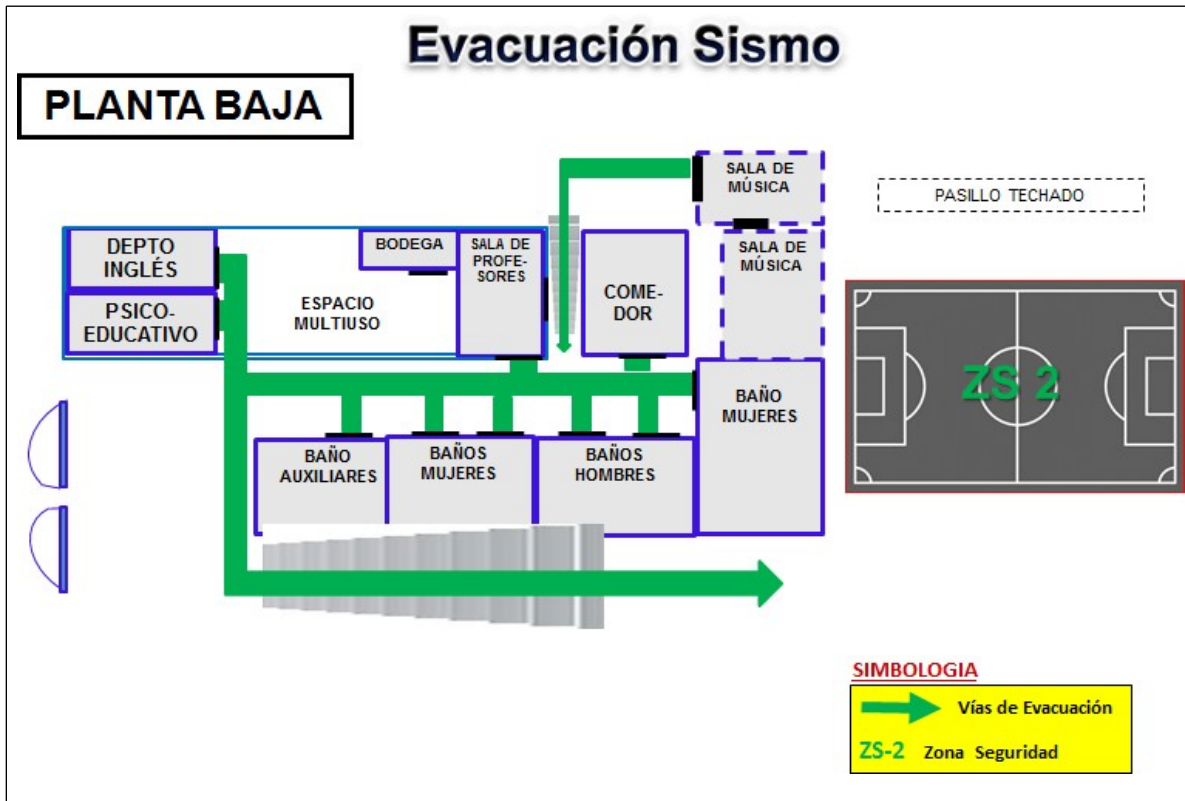 Evacuación Sismo
PLANTA BAJA
SALA DE
MÚSICA
PASILLO TECHADO
DEPTO
INGLÉS
BODEGA
SALA DE
PROFE-
SORES
SALA DE
MÚSICA
PSICO-
EDUCATIVO
ESPACIO
MULTIUSO
COME-
DOR
ZS 2
BAÑO
MUJERES
BAÑO
AUXILIARES
BAÑOS
MUJERES
BAÑOS
HOMBRES
SIMBOLOGIA
Vías de Evacuación
ZS-2 Zona Seguridad